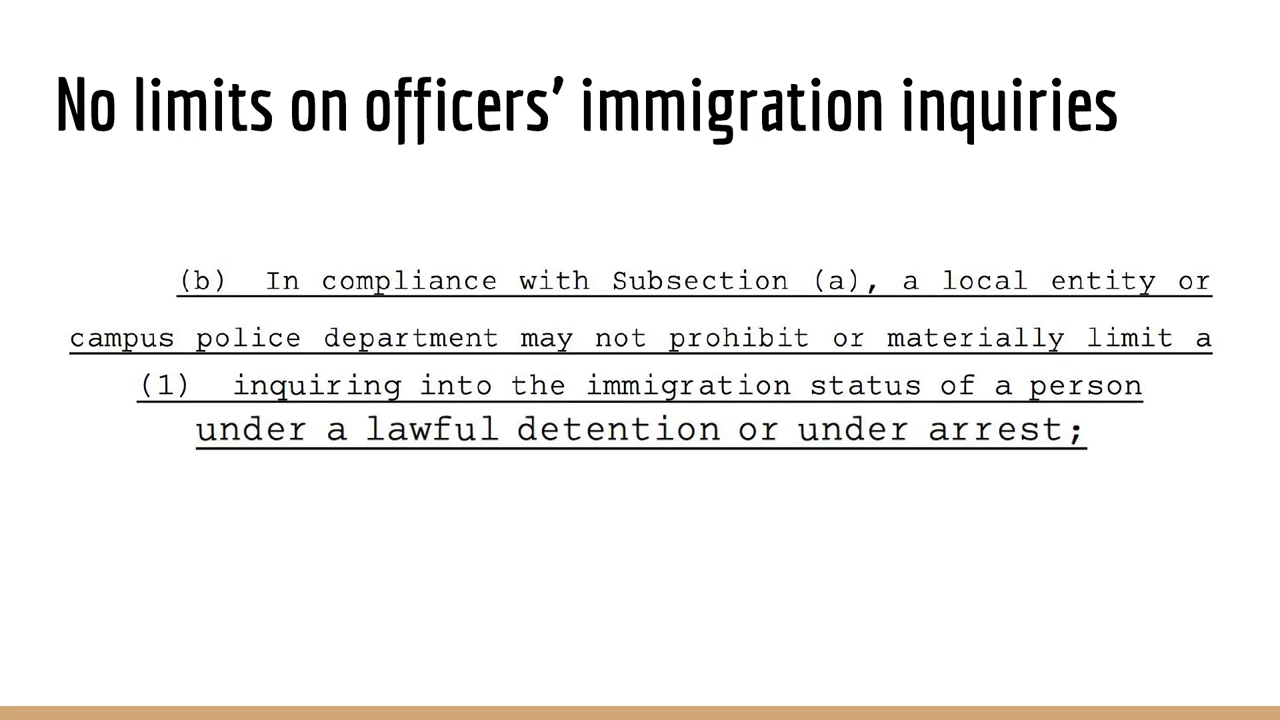 No limits on officers’ immigration inquiries
(b) In compliance with Subsection (a), a local entity or
campus police department may not prohibit or materially limit a
(1) inquiring into the immigration status of a person
under a lawful detention or under arrest;